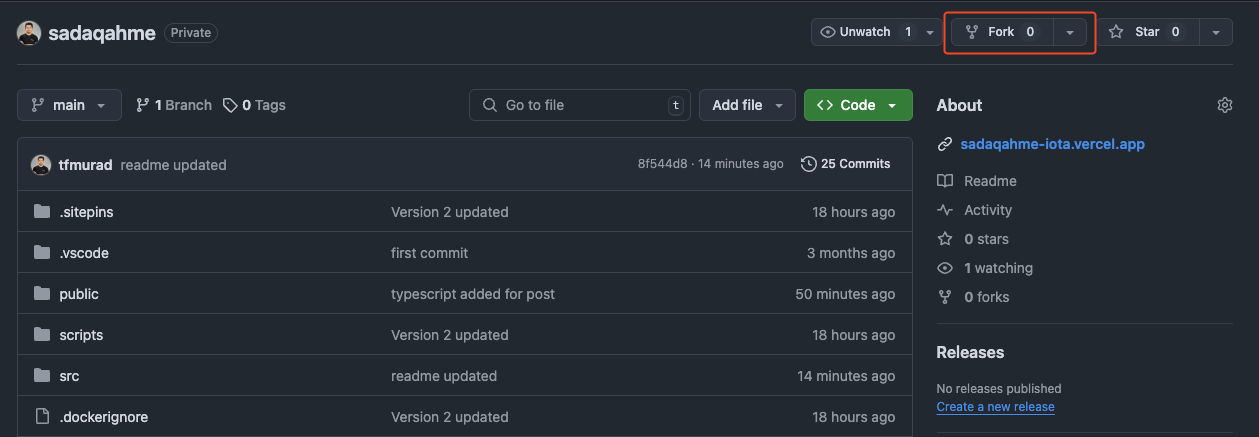 sadaqahme Private Unwatch 1 Fork 0 Star 0
main 1 Branch 0 Tags Go to file t Add file Code
About
sadaqahme-iota.vercel.app
Readme
Activity
0 stars
1 watching
0 forks
Releases
No releases published
Create a new release
tfmurad readme updated 8f544d8 · 14 minutes ago 25 Commits
.sitepins Version 2 updated 18 hours ago
.vscode first commit 3 months ago
public typescript added for post 50 minutes ago
scripts Version 2 updated 18 hours ago
src readme updated 14 minutes ago
.dockerignore Version 2 updated 18 hours ago